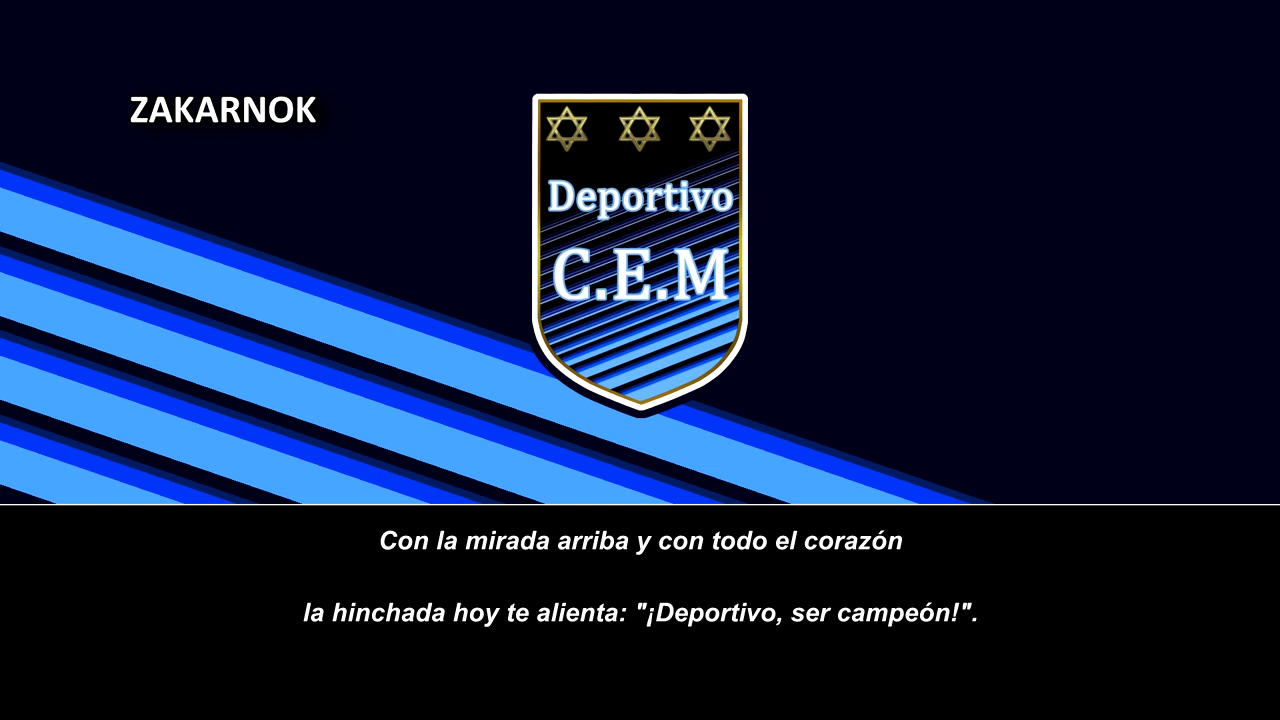 ZAKARNOK
Deportivo
C.E.M
Con la mirada arriba y con todo el corazón
la hinchada hoy te alienta: "¡Deportivo, ser campeón!".